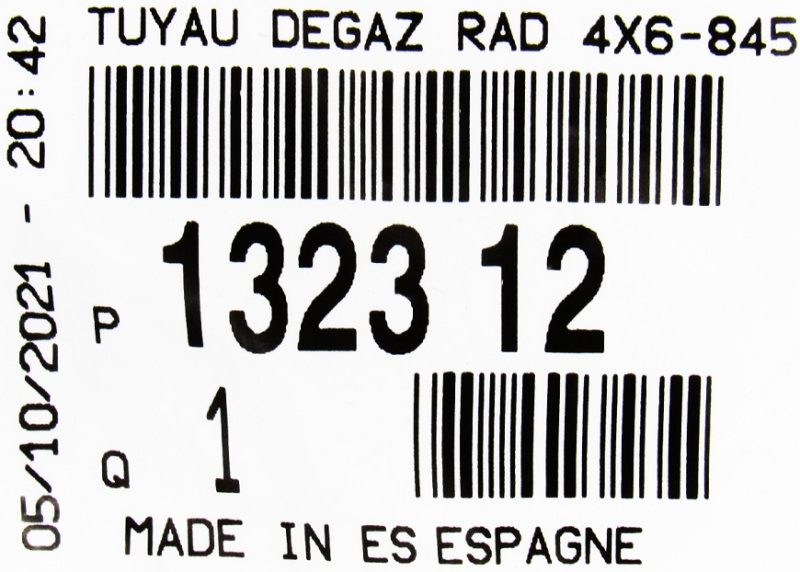 TUYAU DEGAZ RAD 4X6-845
P 1323 12
Q 1
MADE IN ES ESPAGNE
05/10/2021 - 20:42